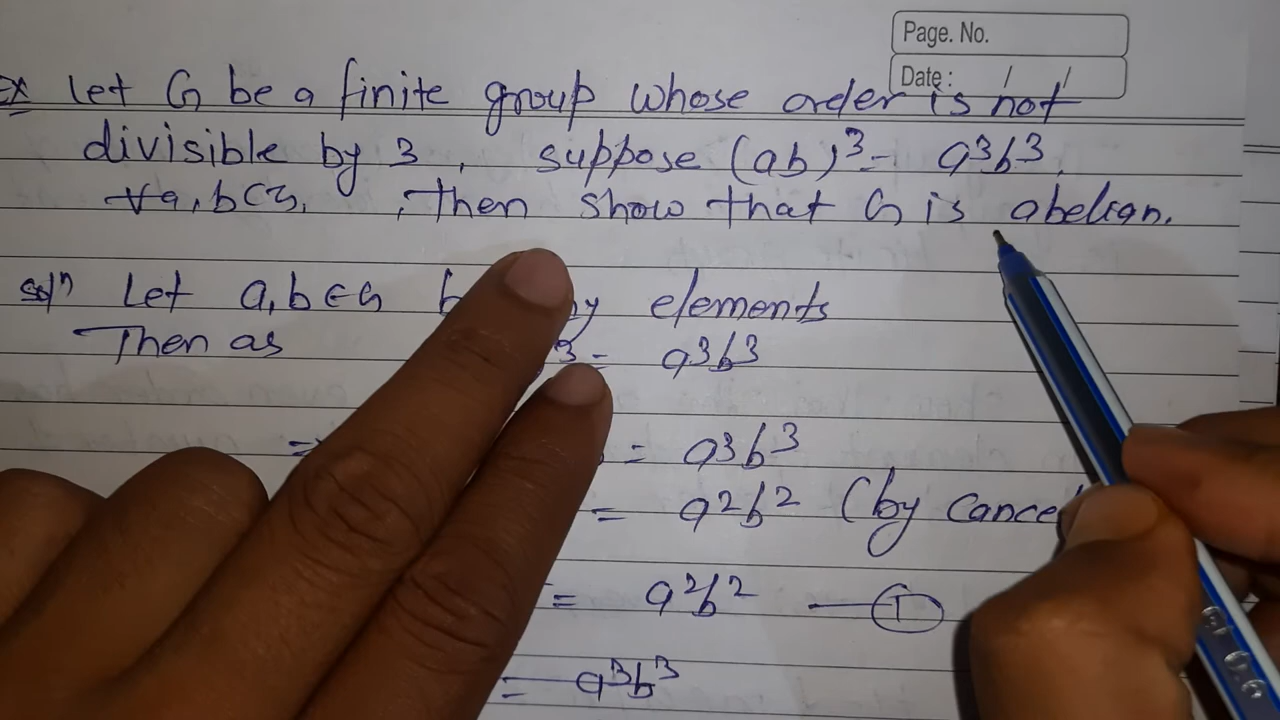 Page. No.
Date : / /
Ex Let G be a finite group whose order is not
divisible by 3, suppose (ab)³ = a³b³,
∀a,b∈G, Then show that G is abelian.
Solⁿ Let a,b∈G elements
Then as ³ = a³b³
= a³b³
= a²b² (by cance
= a²b² — ①
= a³b³